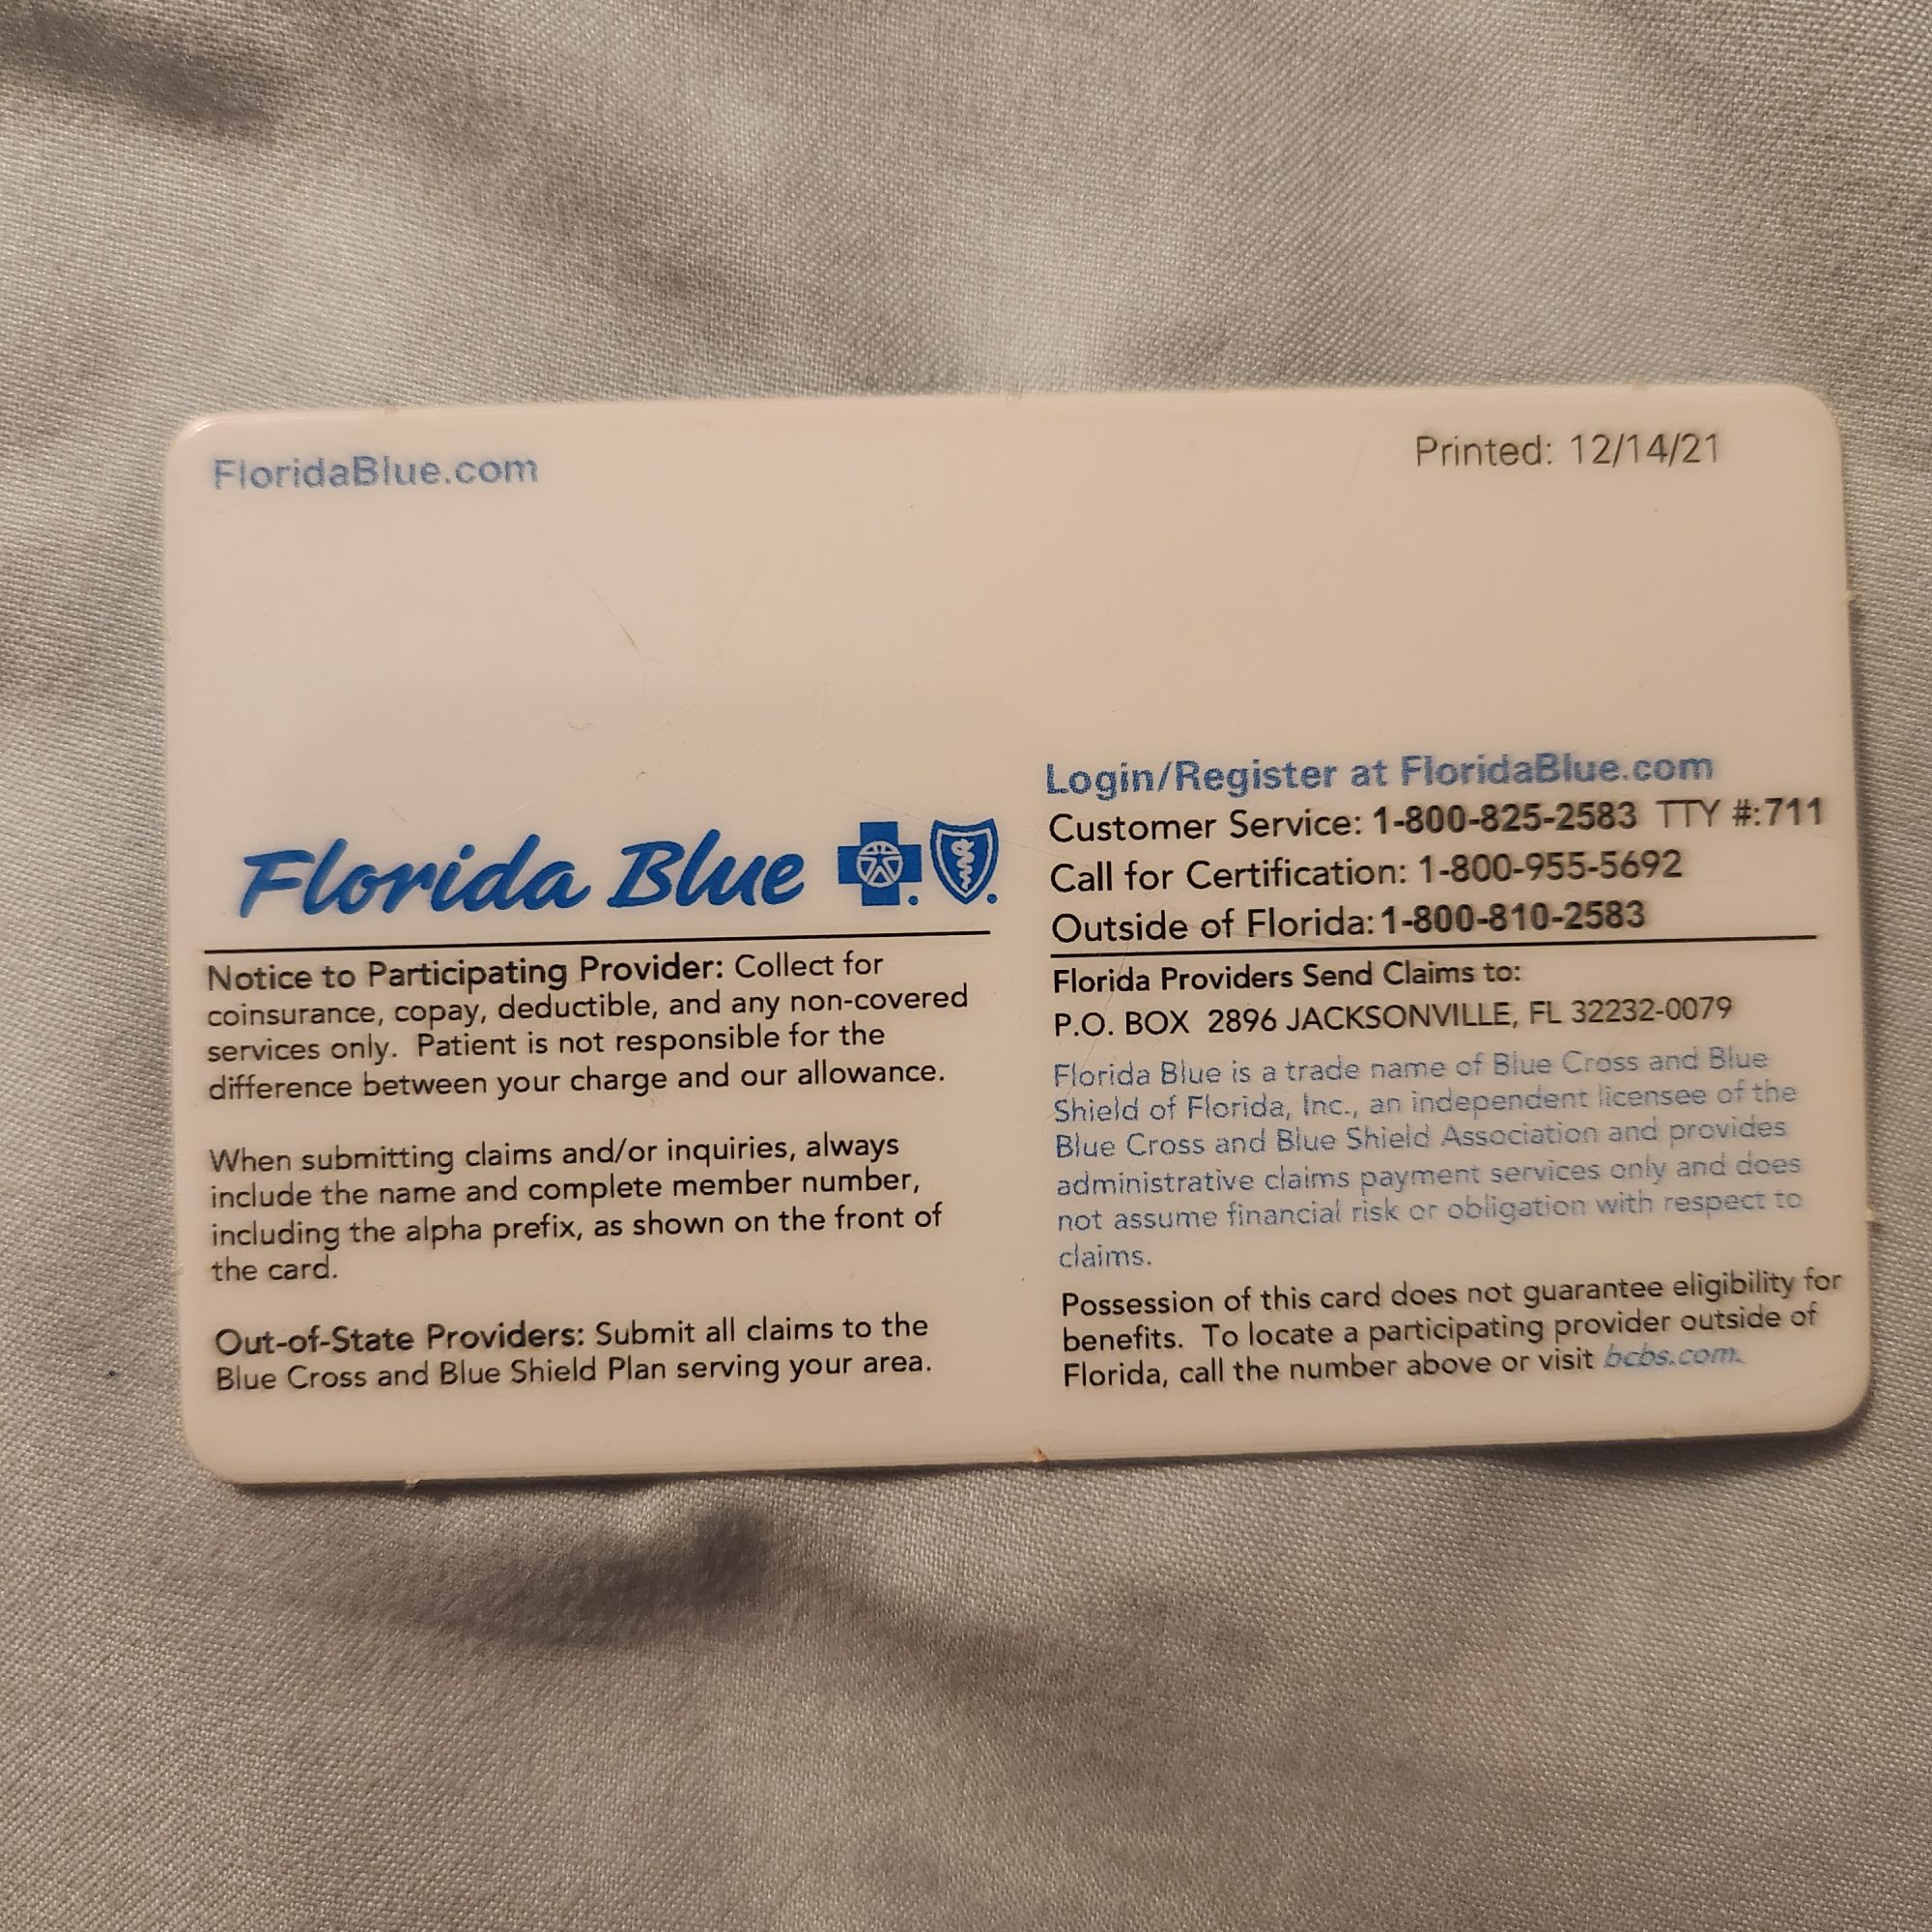 FloridaBlue.com
Printed: 12/14/21
Florida Blue
Notice to Participating Provider: Collect for
coinsurance, copay, deductible, and any non-covered
services only. Patient is not responsible for the
difference between your charge and our allowance.
When submitting claims and/or inquiries, always
include the name and complete member number,
including the alpha prefix, as shown on the front of
the card.
Out-of-State Providers: Submit all claims to the
Blue Cross and Blue Shield Plan serving your area.
Login/Register at FloridaBlue.com
Customer Service: 1-800-825-2583 TTY #:711
Call for Certification: 1-800-955-5692
Outside of Florida: 1-800-810-2583
Florida Providers Send Claims to:
P.O. BOX 2896 JACKSONVILLE, FL 32232-0079
Florida Blue is a trade name of Blue Cross and Blue
Shield of Florida, Inc., an independent licensee of the
Blue Cross and Blue Shield Association and provides
administrative claims payment services only and does
not assume financial risk or obligation with respect to
claims.
Possession of this card does not guarantee eligibility for
benefits. To locate a participating provider outside of
Florida, call the number above or visit bcbs.com.